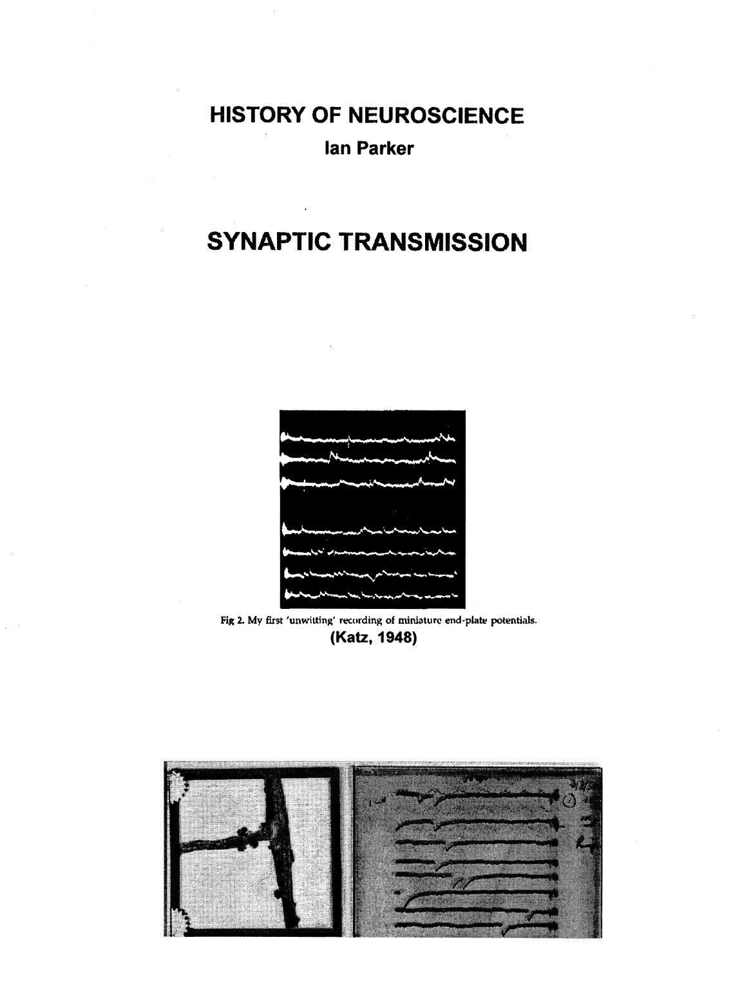 HISTORY OF NEUROSCIENCE
Ian Parker
SYNAPTIC TRANSMISSION
Fig 2. My first 'unwitting' recording of miniature end-plate potentials.
(Katz, 1948)